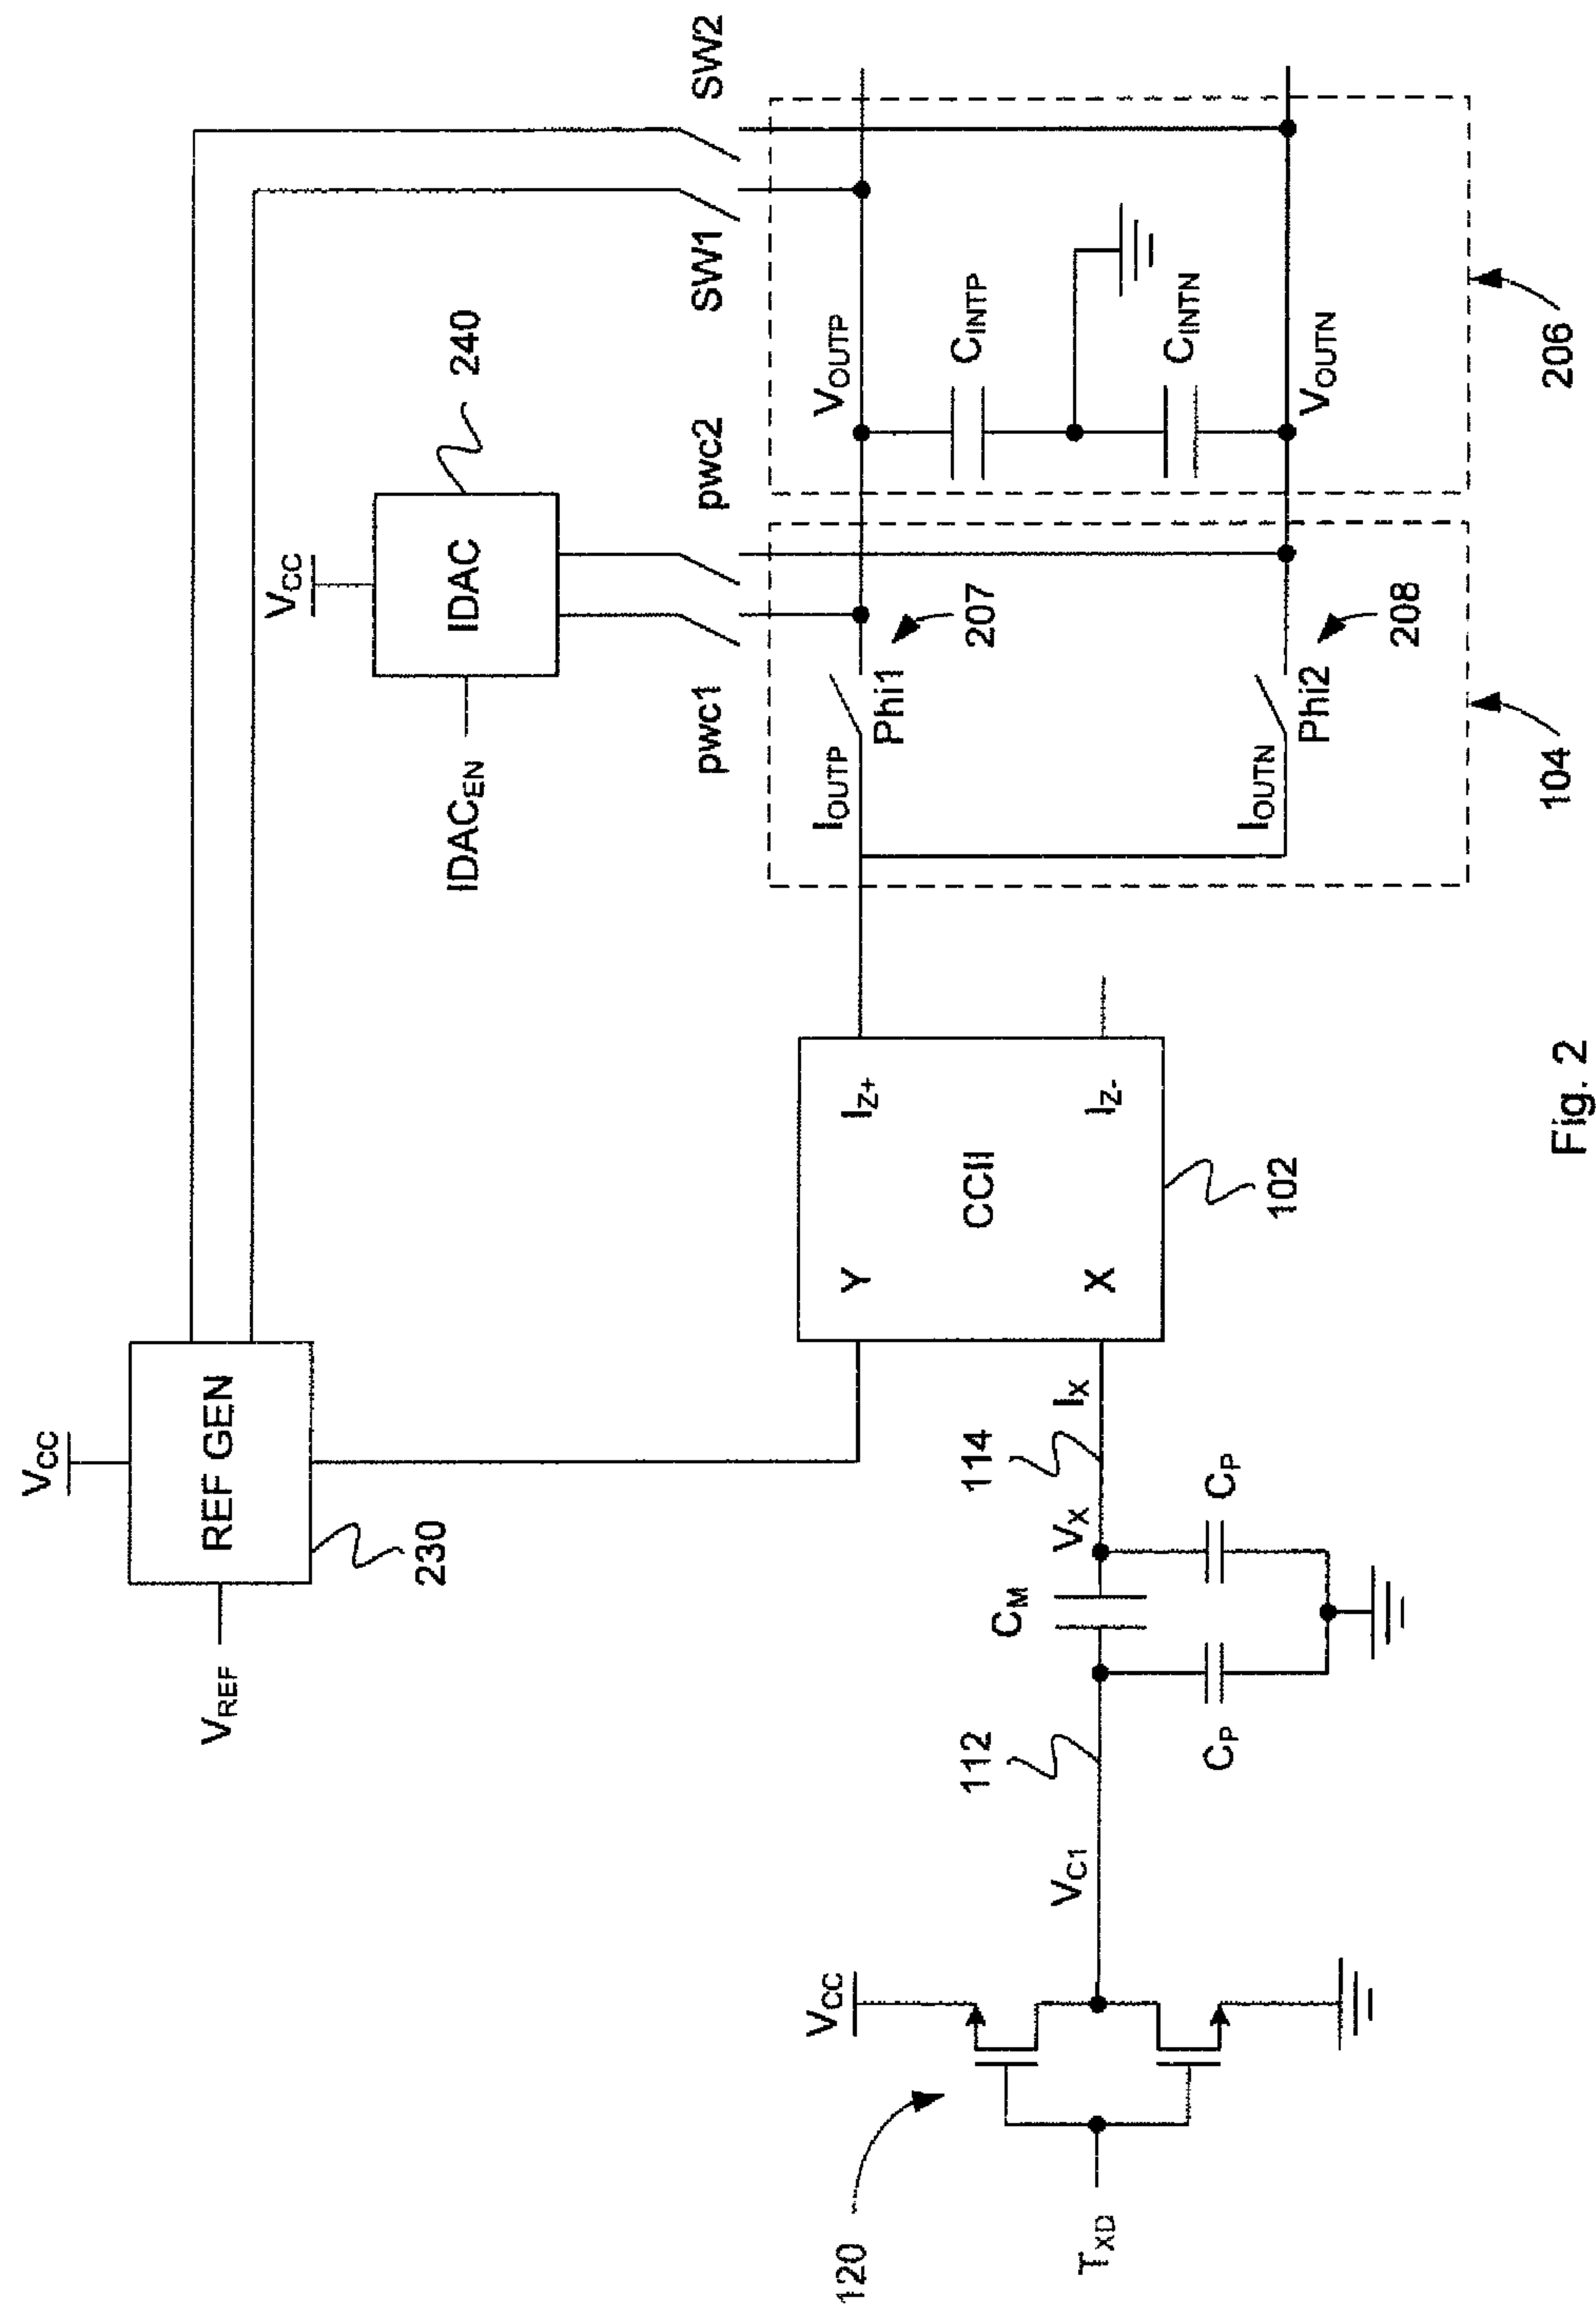 V_CC
V_REF
REF GEN
230
V_CC
IDAC_EN
IDAC
240
pwc1
pwc2
SW1
SW2
120
T_XD
V_CC
V_C1
112
C_M
V_X
114
I_X
C_P
C_P
Y
X
CCII
I_Z+
I_Z-
102
I_OUTP
Phi1
207
I_OUTN
Phi2
208
104
V_OUTP
C_INTP
C_INTN
V_OUTN
206
Fig. 2